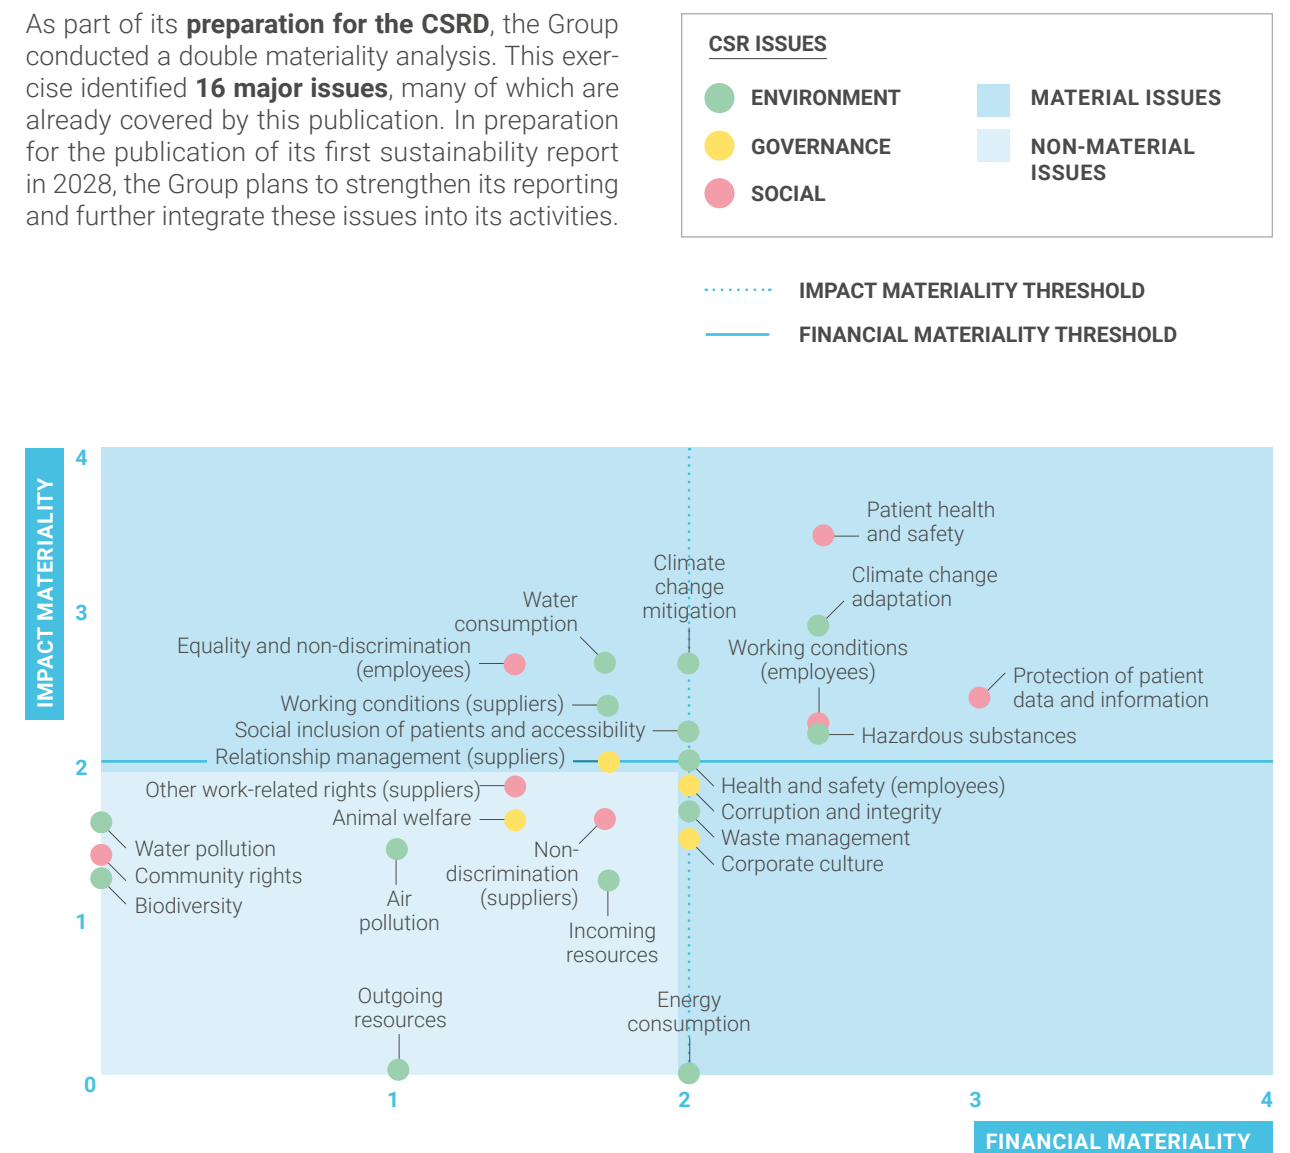 As part of its preparation for the CSRD, the Group
conducted a double materiality analysis. This exer-
cise identified 16 major issues, many of which are
already covered by this publication. In preparation
for the publication of its first sustainability report
in 2028, the Group plans to strengthen its reporting
and further integrate these issues into its activities.
CSR ISSUES
ENVIRONMENT
GOVERNANCE
SOCIAL
MATERIAL ISSUES
NON-MATERIAL
ISSUES
IMPACT MATERIALITY THRESHOLD
FINANCIAL MATERIALITY THRESHOLD
IMPACT MATERIALITY
4
3
2
1
0
Patient health
and safety
Climate change
adaptation
Climate
change
mitigation
Water
consumption
Equality and non-discrimination
(employees)
Working conditions
(employees)
Protection of patient
data and information
Working conditions (suppliers)
Social inclusion of patients and accessibility
Hazardous substances
Relationship management (suppliers)
Other work-related rights (suppliers)
Health and safety (employees)
Animal welfare
Corruption and integrity
Waste management
Corporate culture
Water pollution
Community rights
Biodiversity
Air
pollution
Non-
discrimination
(suppliers)
Incoming
resources
Outgoing
resources
Energy
consumption
1
2
3
4
FINANCIAL MATERIALITY